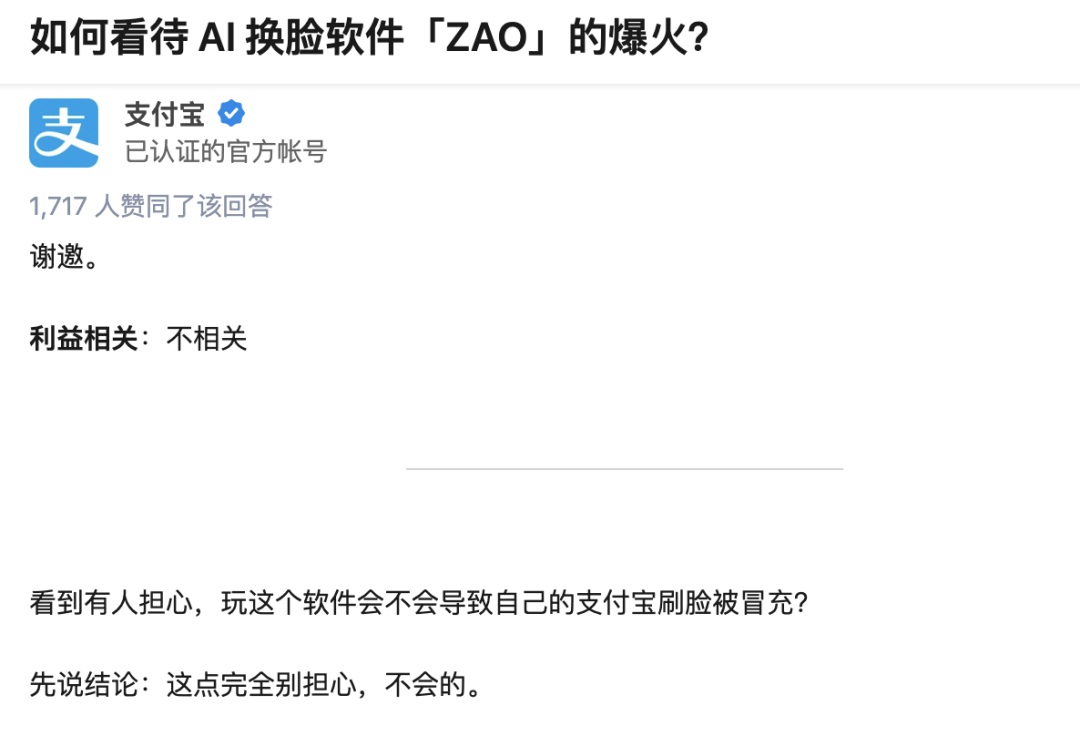 如何看待 AI 换脸软件「ZAO」的爆火?
支
支付宝
已认证的官方帐号
1,717 人赞同了该回答
谢邀。
利益相关：不相关
看到有人担心，玩这个软件会不会导致自己的支付宝刷脸被冒充?
先说结论：这点完全别担心，不会的。